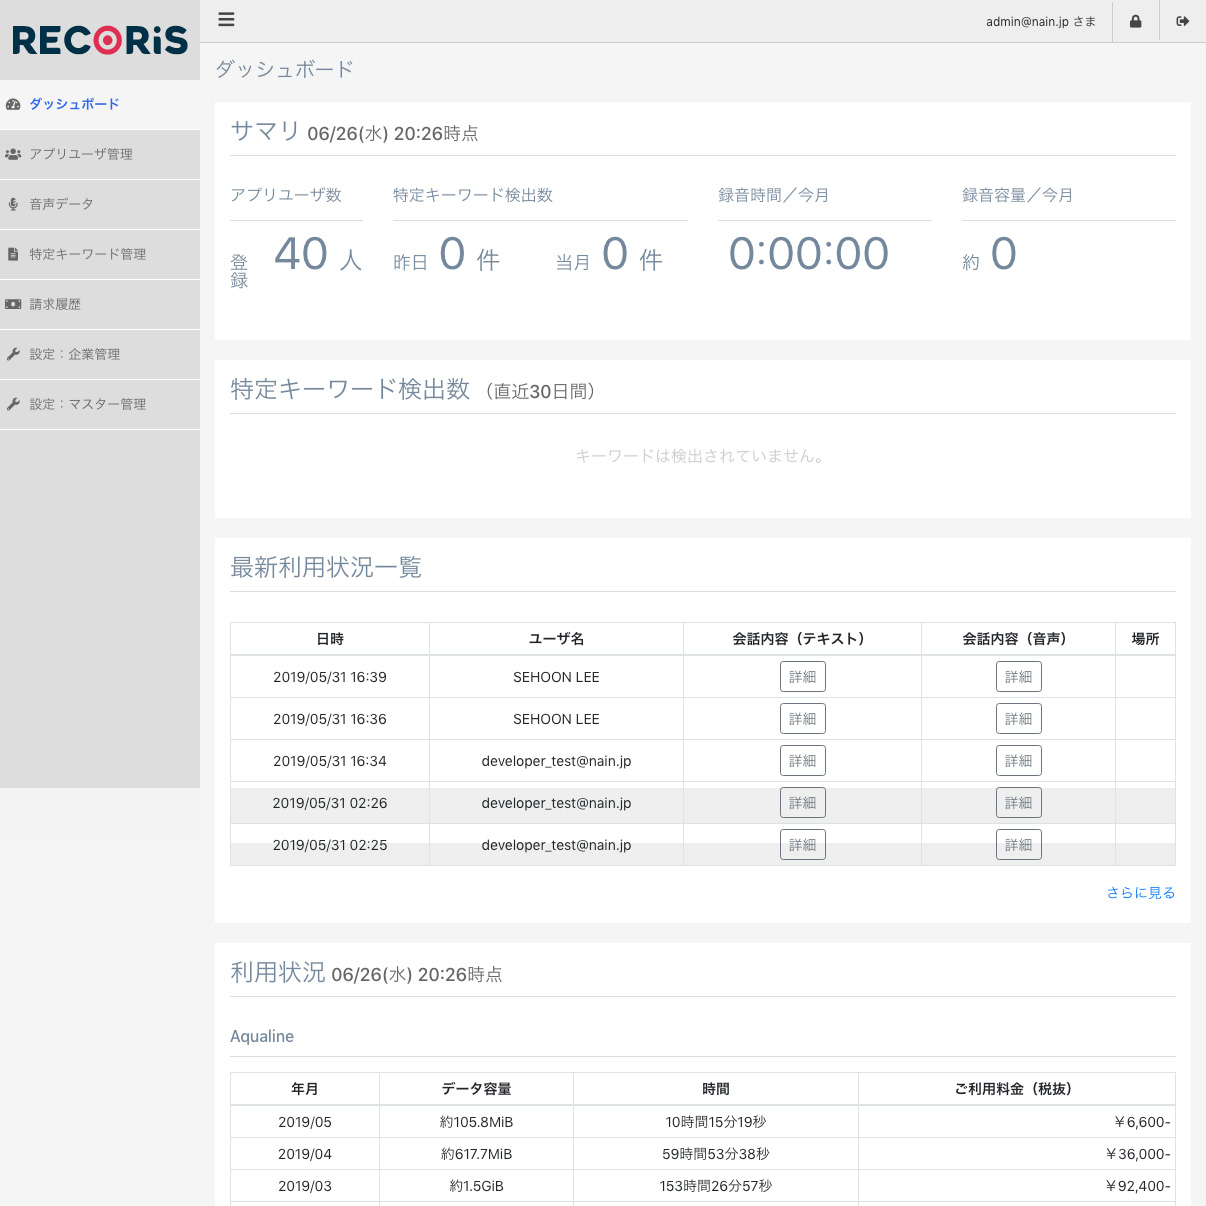 RECORiS
admin@nain.jp さま
ダッシュボード
アプリユーザ管理
音声データ
特定キーワード管理
請求履歴
設定：企業管理
設定：マスター管理
ダッシュボード
サマリ 06/26(水) 20:26時点
アプリユーザ数 特定キーワード検出数 録音時間／今月 録音容量／今月
登録 40 人 昨日 0 件 当月 0 件 0:00:00 約 0
特定キーワード検出数 （直近30日間）
キーワードは検出されていません。
最新利用状況一覧
日時 ユーザ名 会話内容（テキスト） 会話内容（音声） 場所
2019/05/31 16:39 SEHOON LEE 詳細 詳細
2019/05/31 16:36 SEHOON LEE 詳細 詳細
2019/05/31 16:34 developer_test@nain.jp 詳細 詳細
2019/05/31 02:26 developer_test@nain.jp 詳細 詳細
2019/05/31 02:25 developer_test@nain.jp 詳細 詳細
さらに見る
利用状況 06/26(水) 20:26時点
Aqualine
年月 データ容量 時間 ご利用料金（税抜）
2019/05 約105.8MiB 10時間15分19秒 ￥6,600-
2019/04 約617.7MiB 59時間53分38秒 ￥36,000-
2019/03 約1.5GiB 153時間26分57秒 ￥92,400-